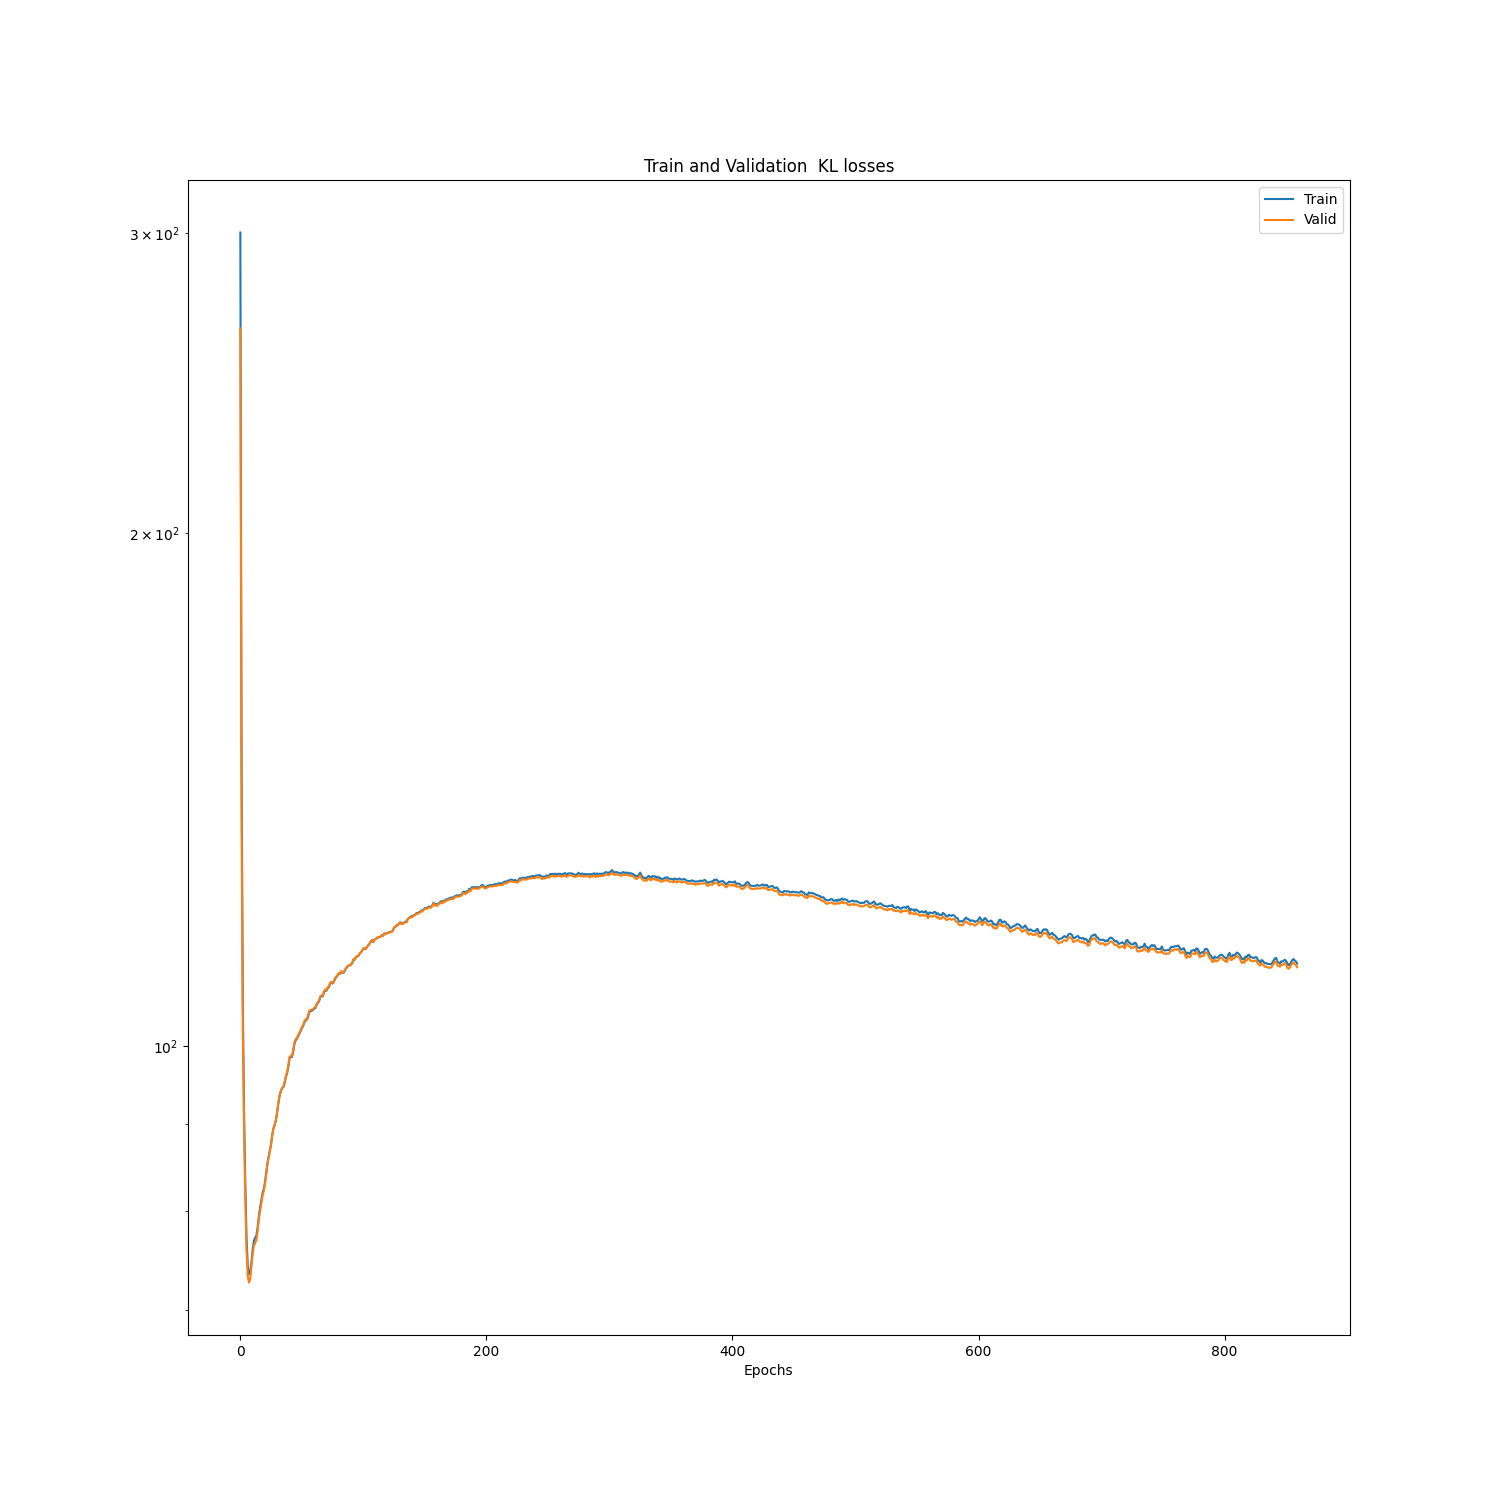 Train and Validation  KL losses
Train
Valid
3 × 10²
2 × 10²
10²
0 200 400 600 800
Epochs